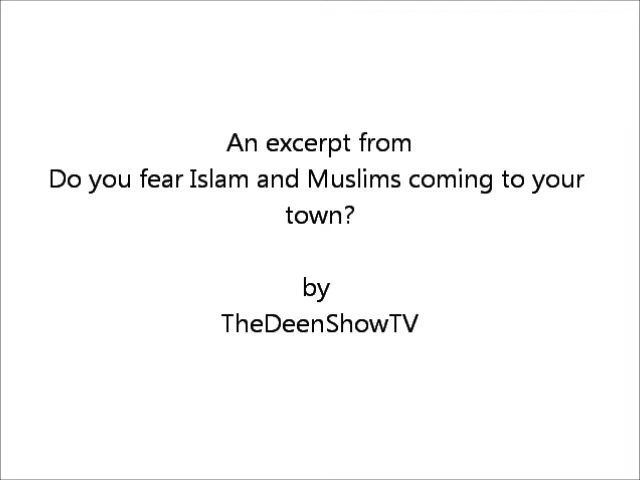 An excerpt from
Do you fear Islam and Muslims coming to your
town?
by
TheDeenShowTV